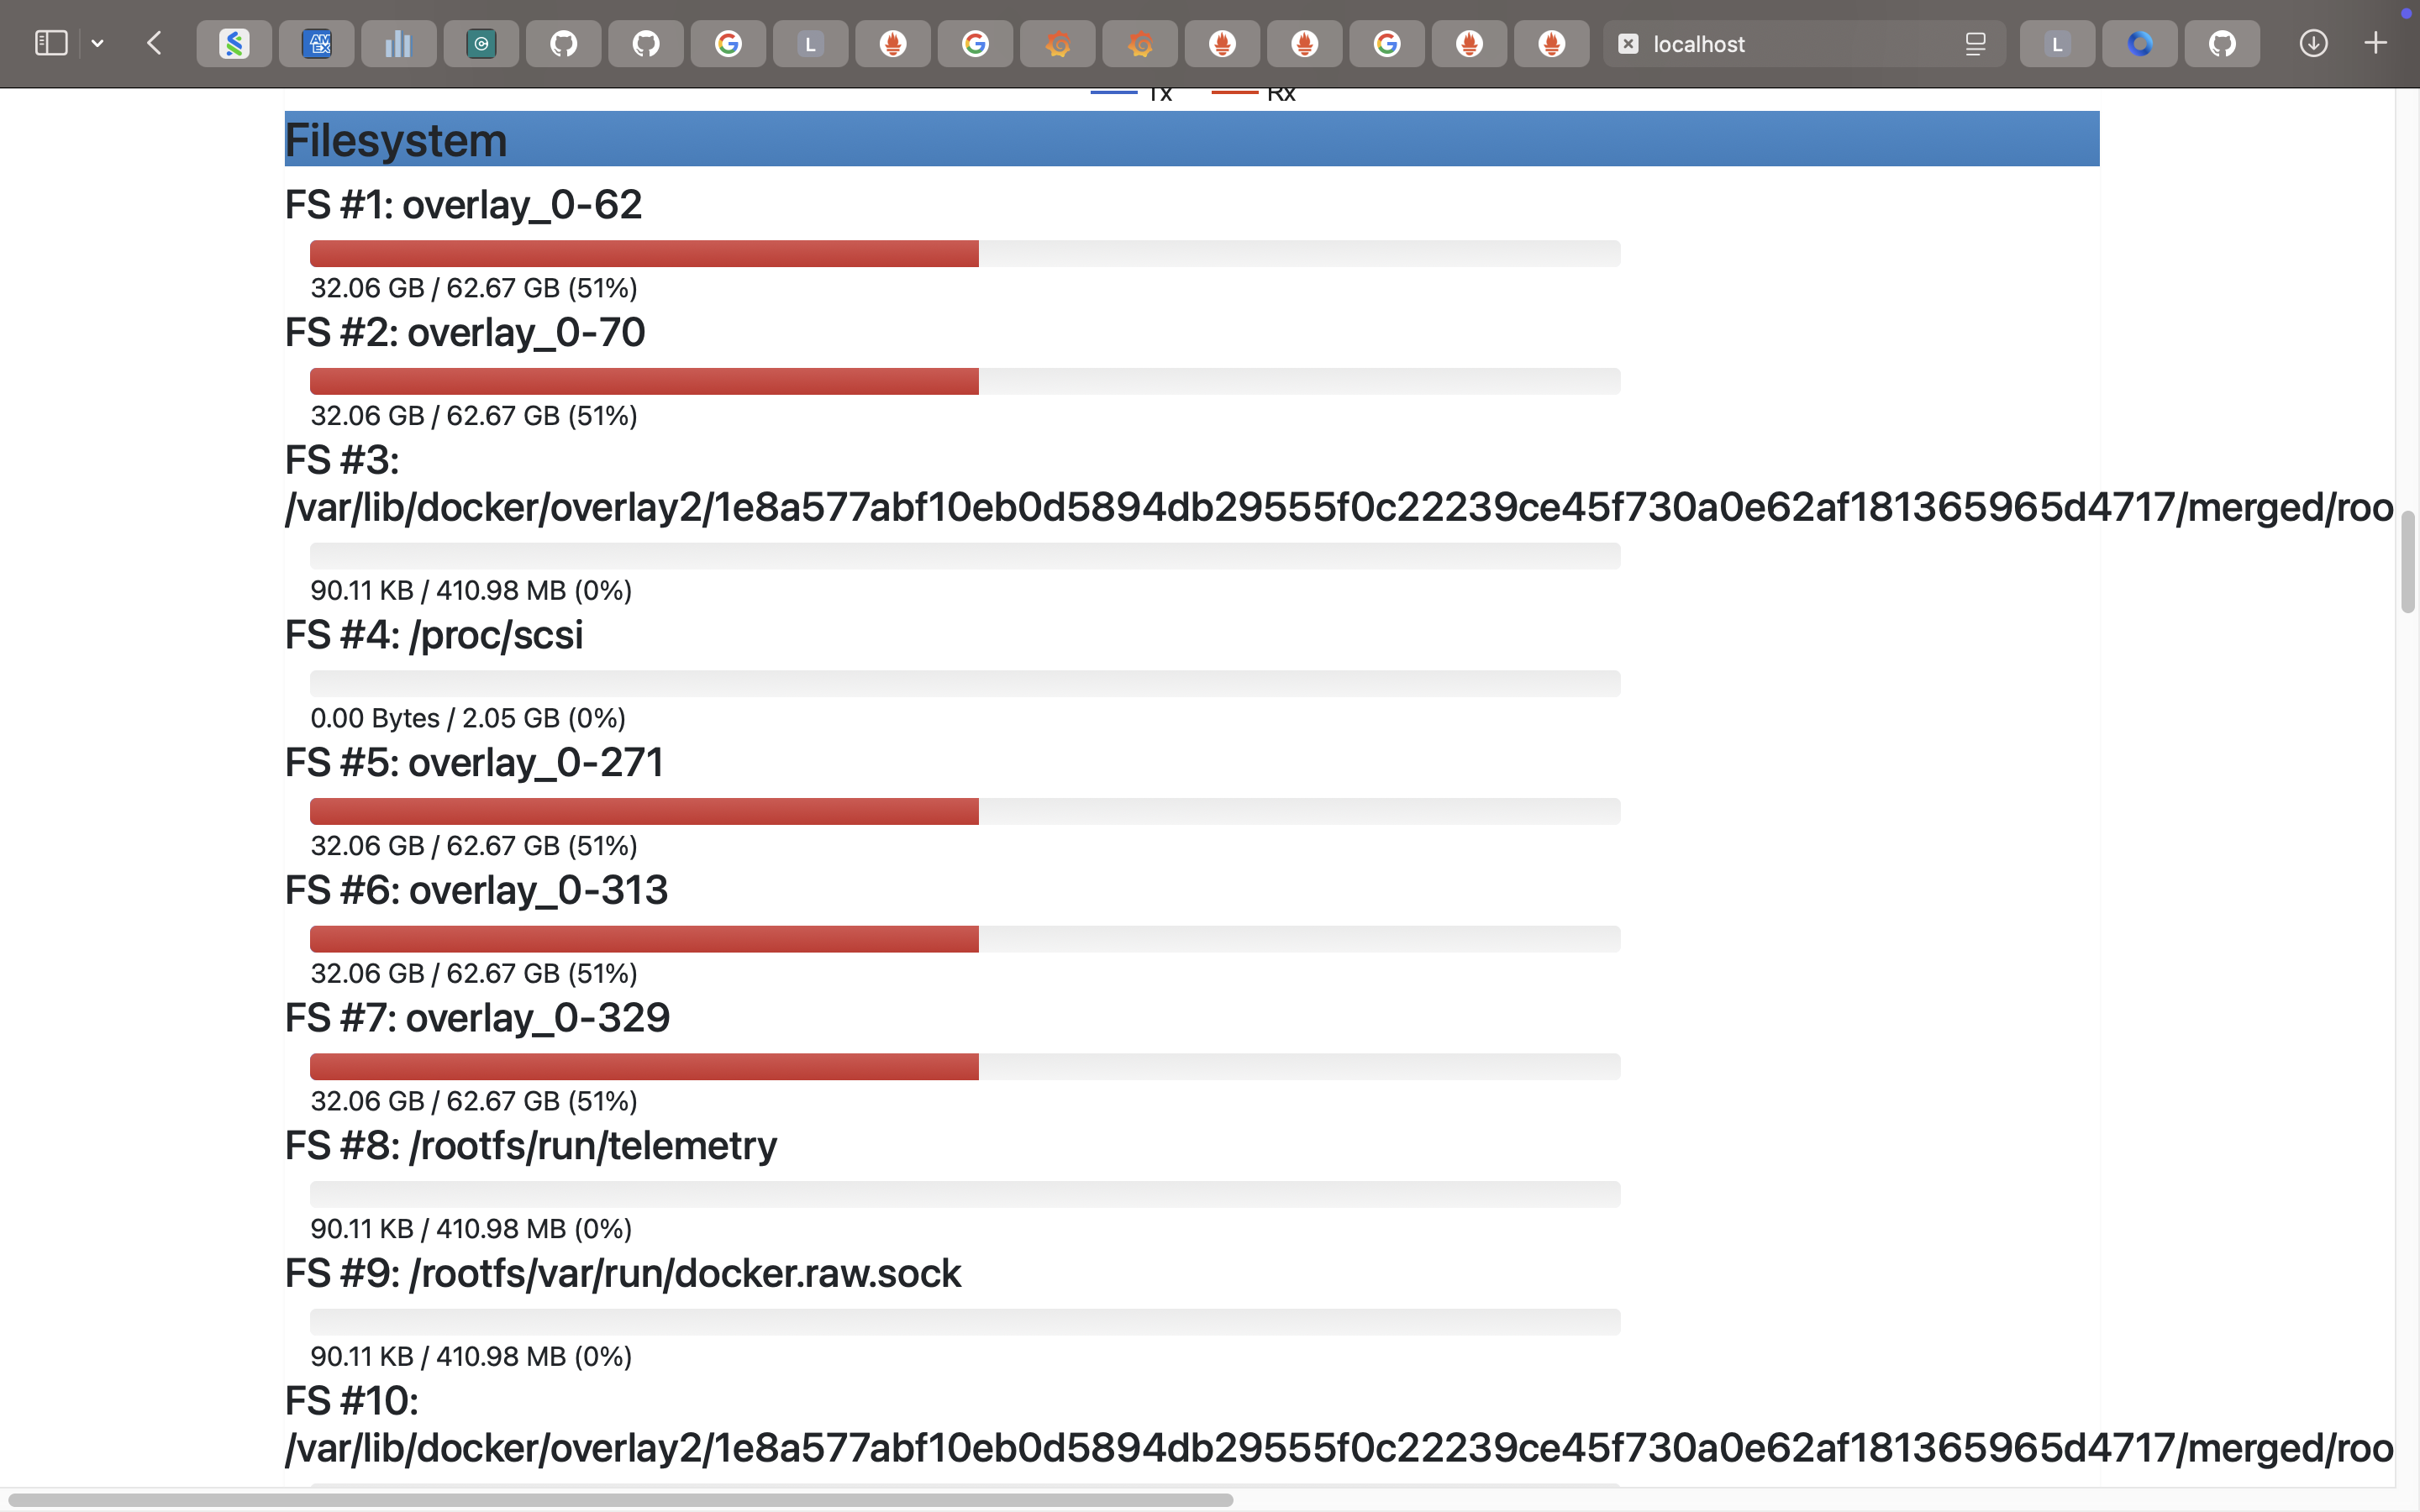 localhost
L
L
AM
EX
Tx
Rx
Filesystem
FS #1: overlay_0-62
32.06 GB / 62.67 GB (51%)
FS #2: overlay_0-70
32.06 GB / 62.67 GB (51%)
FS #3:
/var/lib/docker/overlay2/1e8a577abf10eb0d5894db29555f0c22239ce45f730a0e62af181365965d4717/merged/roo
90.11 KB / 410.98 MB (0%)
FS #4: /proc/scsi
0.00 Bytes / 2.05 GB (0%)
FS #5: overlay_0-271
32.06 GB / 62.67 GB (51%)
FS #6: overlay_0-313
32.06 GB / 62.67 GB (51%)
FS #7: overlay_0-329
32.06 GB / 62.67 GB (51%)
FS #8: /rootfs/run/telemetry
90.11 KB / 410.98 MB (0%)
FS #9: /rootfs/var/run/docker.raw.sock
90.11 KB / 410.98 MB (0%)
FS #10:
/var/lib/docker/overlay2/1e8a577abf10eb0d5894db29555f0c22239ce45f730a0e62af181365965d4717/merged/roo